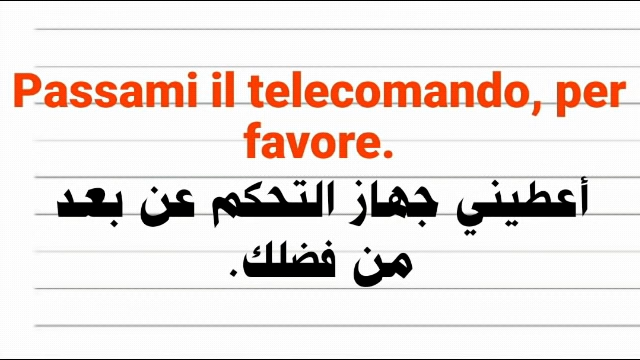 Passami il telecomando, per
favore.
أعطيني جهاز التحكم عن بعد
من فضلك.